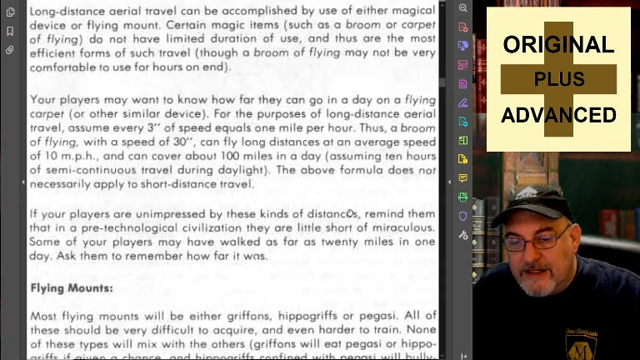 Long-distance aerial travel can be accomplished by use of either magical
device or flying mount. Certain magic items (such as a broom or carpet
of flying) do not have limited duration of use, and thus are the most
efficient forms of such travel (though a broom of flying may not be very
comfortable to use for hours on end).
Your players may want to know how far they can go in a day on a flying
carpet (or other similar device). For the purposes of long-distance aerial
travel, assume every 3" of speed equals one mile per hour. Thus, a broom
of flying, with a speed of 30", can fly long distances at an average speed
of 10 m.p.h., and can cover about 100 miles in a day (assuming ten hours
of semi-continuous travel during daylight). The above formula does not
necessarily apply to short-distance travel.
If your players are unimpressed by these kinds of distances, remind them
that in a pre-technological civilization they are little short of miraculous.
Some of your players may have walked as far as twenty miles in one
day. Ask them to remember how far it was.
Flying Mounts:
Most flying mounts will be either griffons, hippogriffs or pegasi. All of
these should be very difficult to acquire, and even harder to train. None
of these types will mix with the others (griffons will eat pegasi or hippo-
griffs if given a chance, and hippogriffs confined with pegasi will bully
ORIGINAL
PLUS
ADVANCED